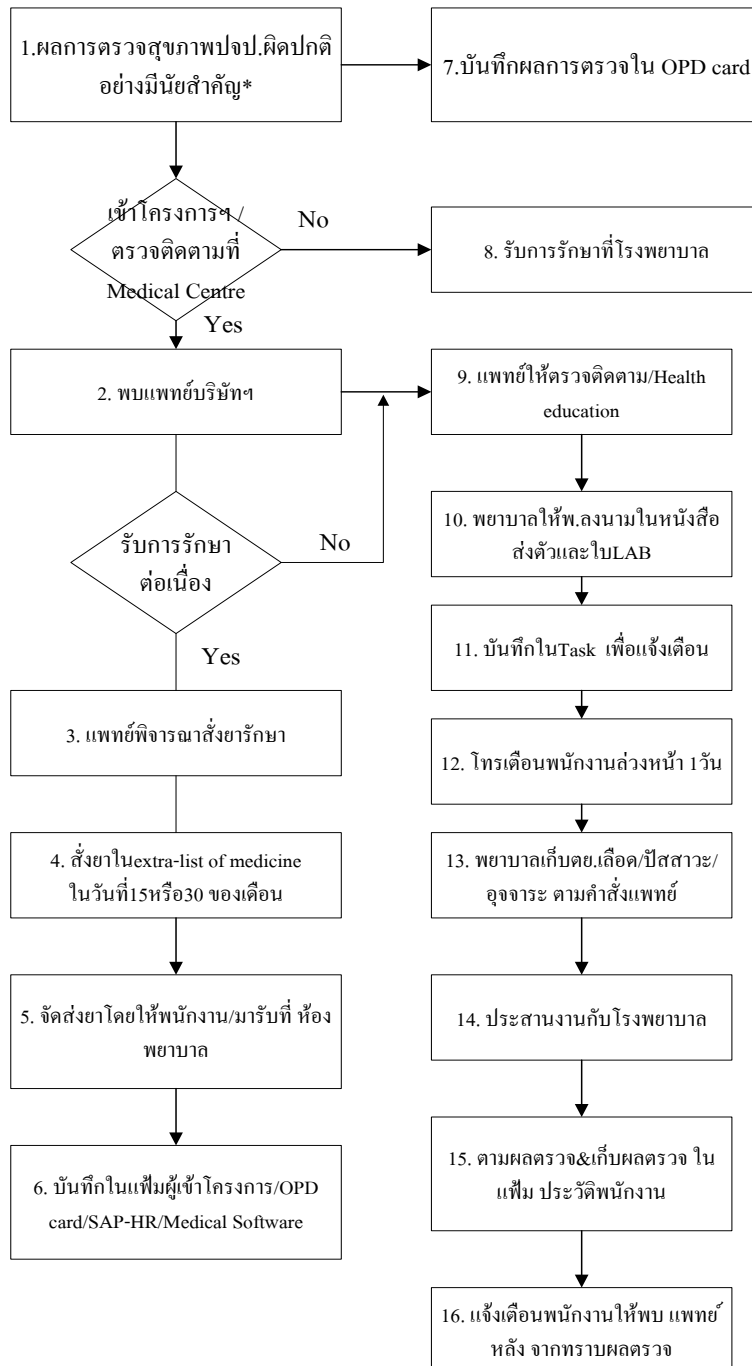 1.ผลการตรวจสุขภาพปจป.ผิดปกติ
อย่างมีนัยสำคัญ*
7.บันทึกผลการตรวจใน OPD card
เข้าโครงการฯ /
ตรวจติดตามที่
Medical Centre
No
8. รับการรักษาที่โรงพยาบาล
Yes
2. พบแพทย์บริษัทฯ
9. แพทย์ให้ตรวจติดตาม/Health
education
รับการรักษา
ต่อเนื่อง
No
10. พยาบาลให้พ.ลงนามในหนังสือ
ส่งตัวและใบLAB
Yes
11. บันทึกในTask เพื่อแจ้งเตือน
3. แพทย์พิจารณาสั่งยารักษา
12. โทรเตือนพนักงานล่วงหน้า 1วัน
4. สั่งยาในextra-list of medicine
ในวันที่15หรือ30 ของเดือน
13. พยาบาลเก็บตย.เลือด/ปัสสาวะ/
อุจจาระ ตามคำสั่งแพทย์
5. จัดส่งยาโดยให้พนักงาน/มารับที่ ห้อง
พยาบาล
14. ประสานงานกับโรงพยาบาล
6. บันทึกในแฟ้มผู้เข้าโครงการ/OPD
card/SAP-HR/Medical Software
15. ตามผลตรวจ&เก็บผลตรวจ ใน
แฟ้ม ประวัติพนักงาน
16. แจ้งเตือนพนักงานให้พบ แพทย์
หลัง จากทราบผลตรวจ